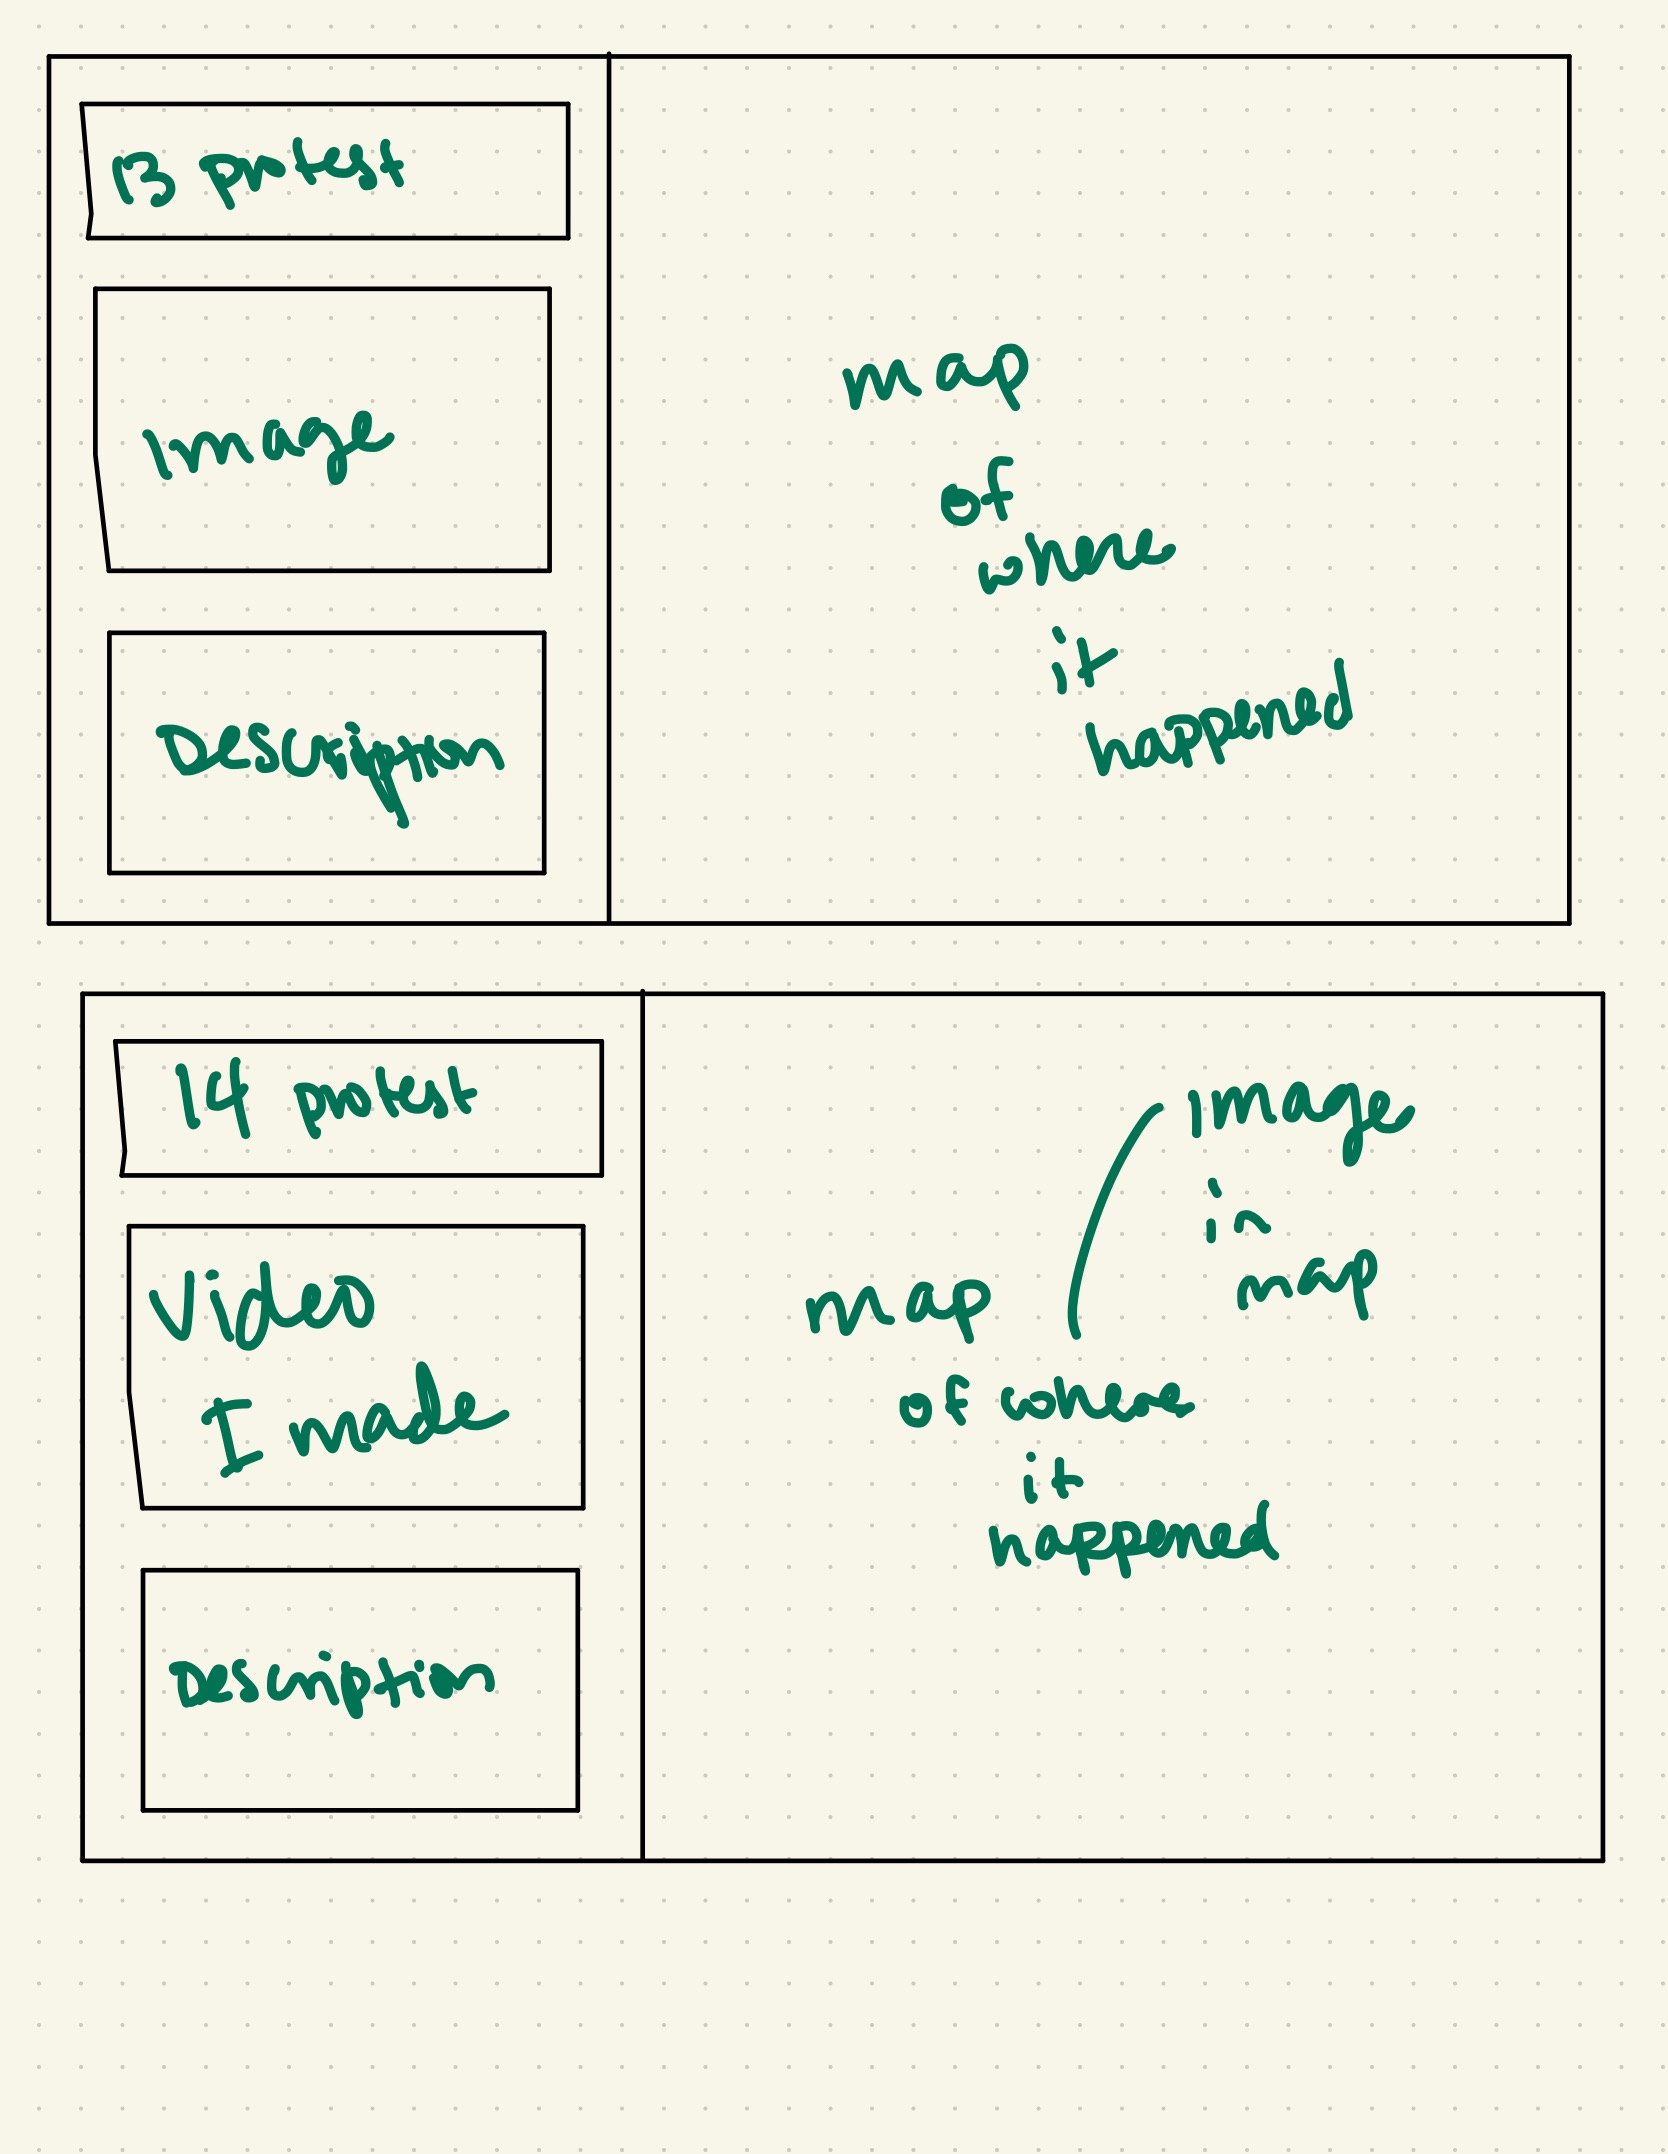 13 protest
Image
Description
map
of
where
it
happened
14 protest
Video
I made
Description
map
of where
it
happened
image
in
map